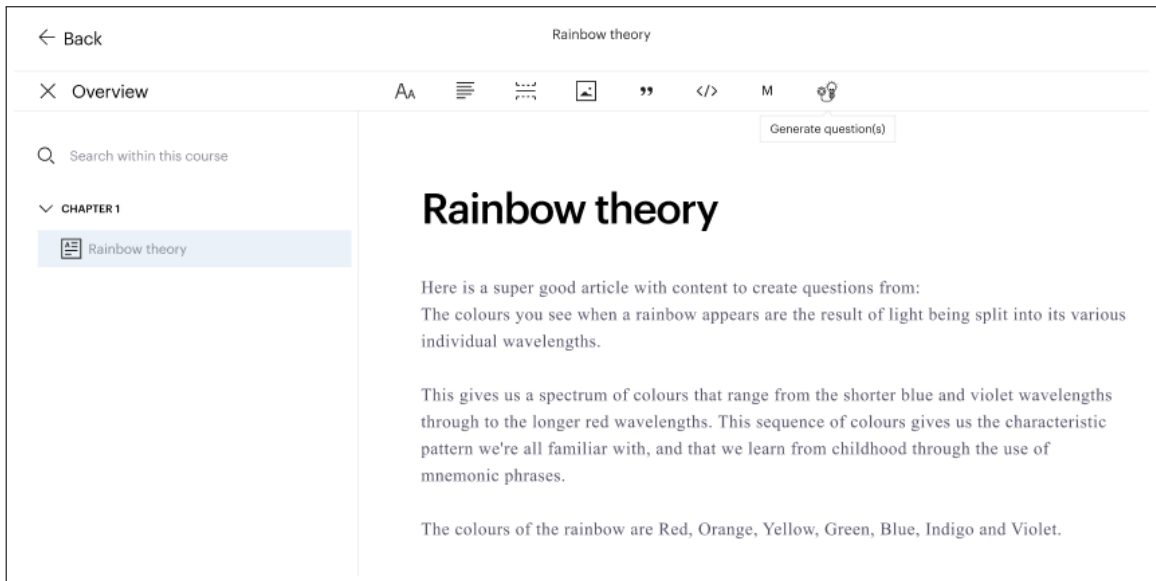 Back
Rainbow theory
Overview
AA
”
</>
M
Generate question(s)
Search within this course
CHAPTER 1
Rainbow theory
Rainbow theory
Here is a super good article with content to create questions from:
The colours you see when a rainbow appears are the result of light being split into its various
individual wavelengths.
This gives us a spectrum of colours that range from the shorter blue and violet wavelengths
through to the longer red wavelengths. This sequence of colours gives us the characteristic
pattern we're all familiar with, and that we learn from childhood through the use of
mnemonic phrases.
The colours of the rainbow are Red, Orange, Yellow, Green, Blue, Indigo and Violet.